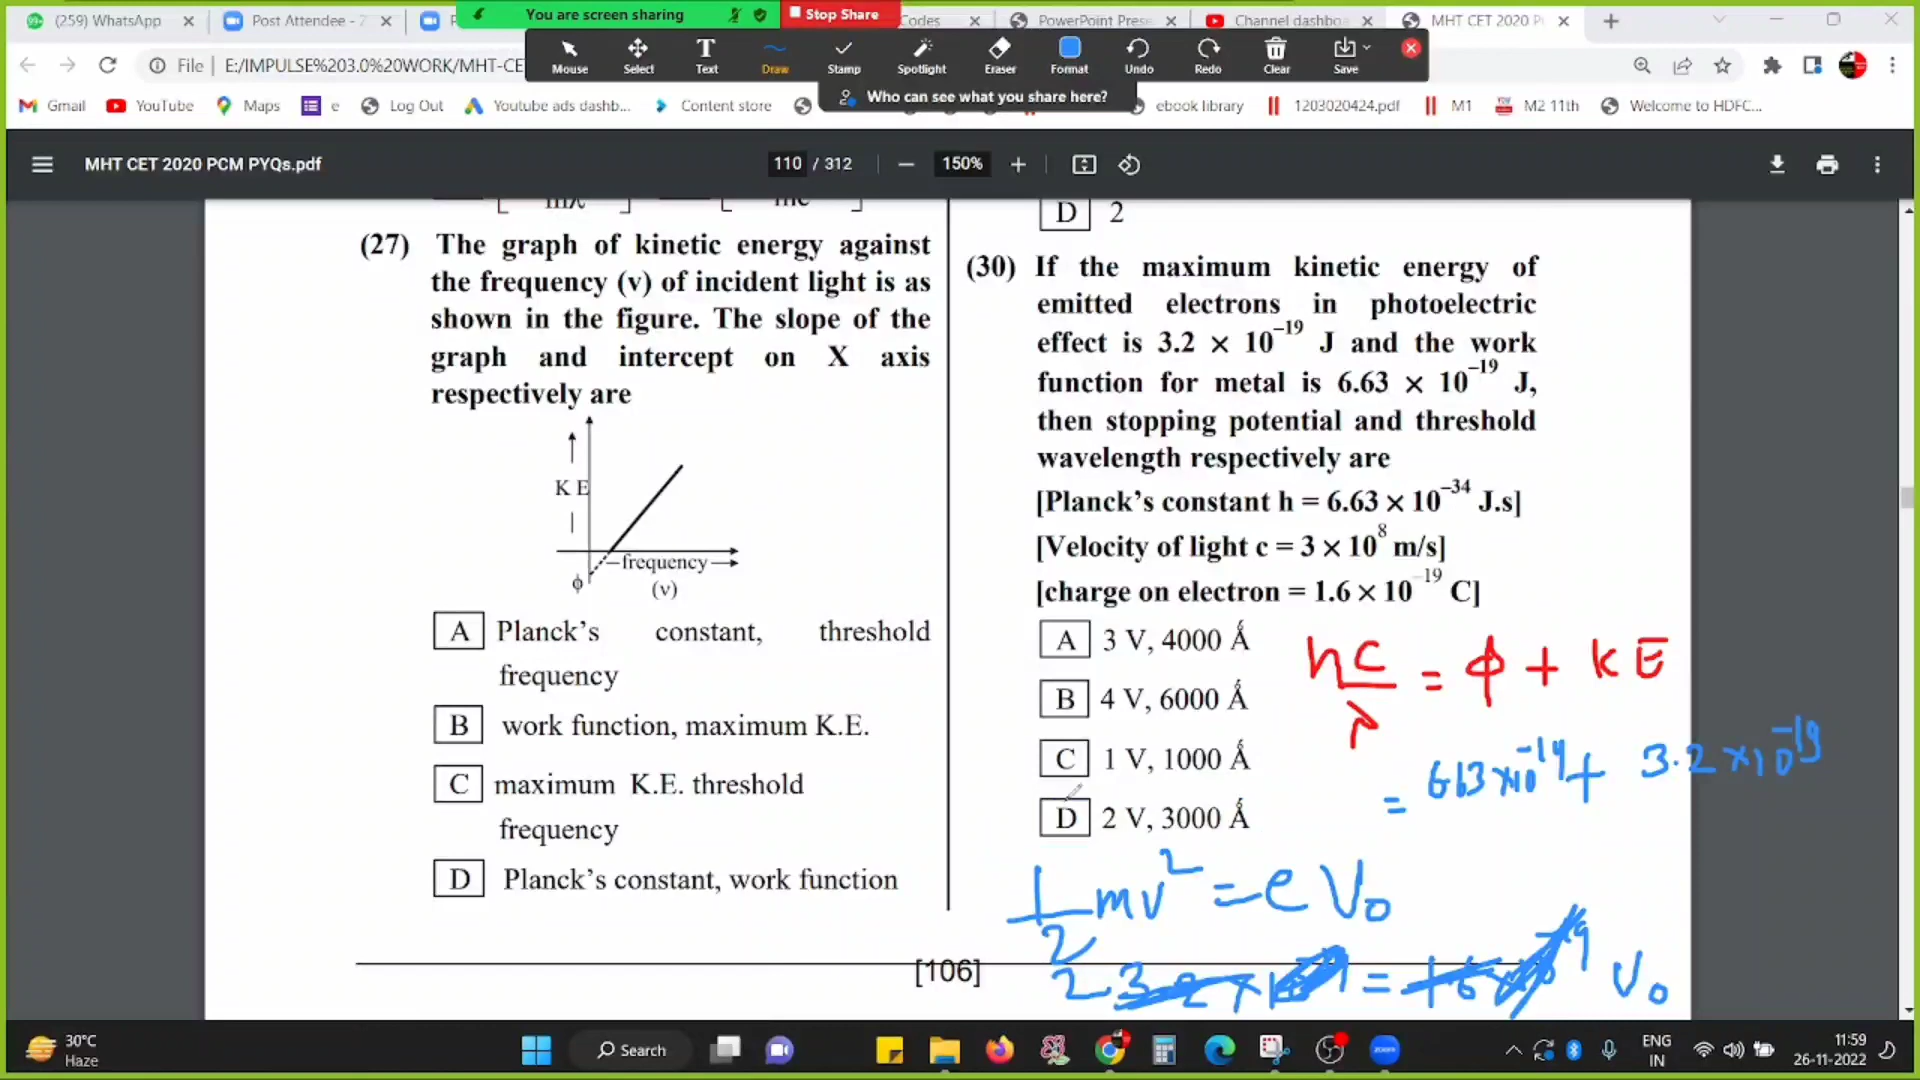 (259) WhatsApp
Post Attendee - Z
You are screen sharing
Stop Share
Codes
PowerPoint Prese
Channel dashboa
MHT CET 2020 P
File
E:/IMPULSE%203.0%20WORK/MHT-CE
Mouse
Select
Text
Draw
Stamp
Spotlight
Eraser
Format
Undo
Redo
Clear
Save
Who can see what you share here?
Gmail
YouTube
Maps
e
Log Out
Youtube ads dashb...
Content store
ebook library
1203020424.pdf
M1
M2 11th
Welcome to HDFC...
MHT CET 2020 PCM PYQs.pdf
110 / 312
150%
(27) The graph of kinetic energy against
the frequency (ν) of incident light is as
shown in the figure. The slope of the
graph and intercept on X axis
respectively are
K E
frequency
ϕ
(ν)
A Planck's constant, threshold
frequency
B work function, maximum K.E.
C maximum K.E. threshold
frequency
D Planck's constant, work function
D 2
(30) If the maximum kinetic energy of
emitted electrons in photoelectric
effect is 3.2 × 10⁻¹⁹ J and the work
function for metal is 6.63 × 10⁻¹⁹ J,
then stopping potential and threshold
wavelength respectively are
[Planck's constant h = 6.63 × 10⁻³⁴ J.s]
[Velocity of light c = 3 × 10⁸ m/s]
[charge on electron = 1.6 × 10⁻¹⁹ C]
A 3 V, 4000 Å
B 4 V, 6000 Å
C 1 V, 1000 Å
D 2 V, 3000 Å
hc/λ = ϕ + KE
= 6.63×10⁻¹⁹ + 3.2×10⁻¹⁹
1/2 mv² = eV₀
V₀
[106]
30°C
Haze
Search
ENG
IN
11:59
26-11-2022